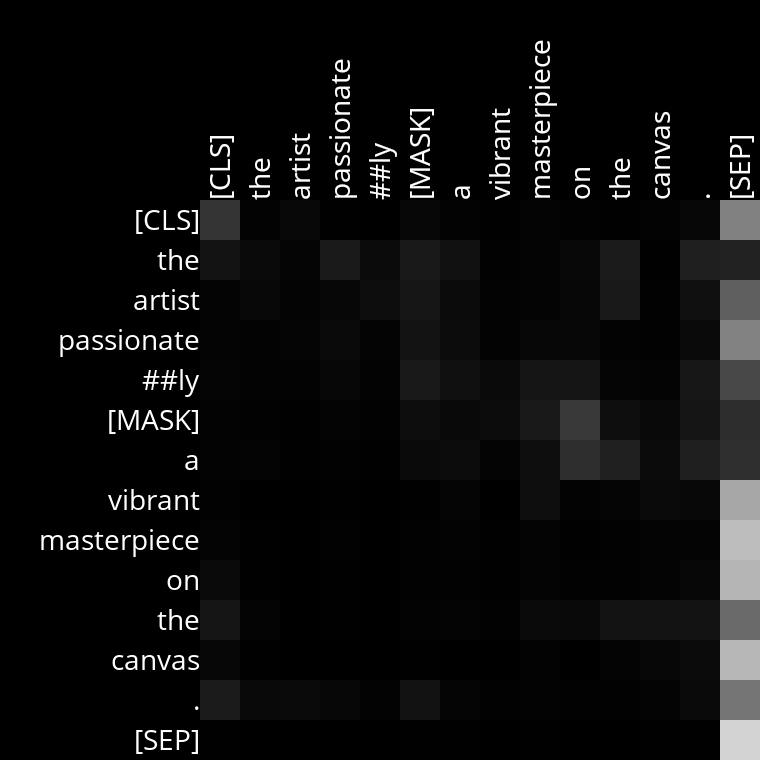 [CLS] the artist passionate ##ly [MASK] a vibrant masterpiece on the canvas . [SEP]
[CLS]
the
artist
passionate
##ly
[MASK]
a
vibrant
masterpiece
on
the
canvas
.
[SEP]